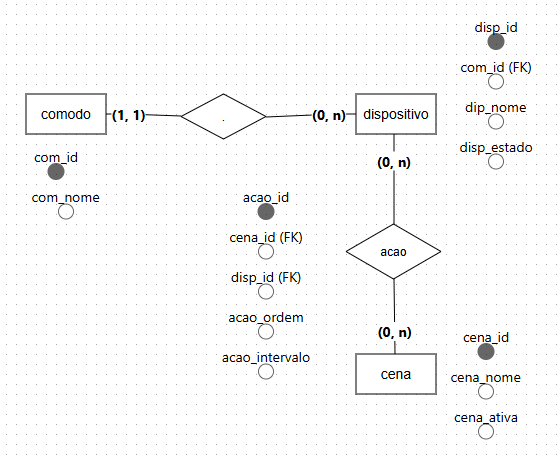 disp_id
com_id (FK)
dip_nome
disp_estado
comodo
(1, 1)
.
(0, n)
dispositivo
com_id
com_nome
(0, n)
acao_id
cena_id (FK)
disp_id (FK)
acao_ordem
acao_intervalo
acao
(0, n)
cena
cena_id
cena_nome
cena_ativa